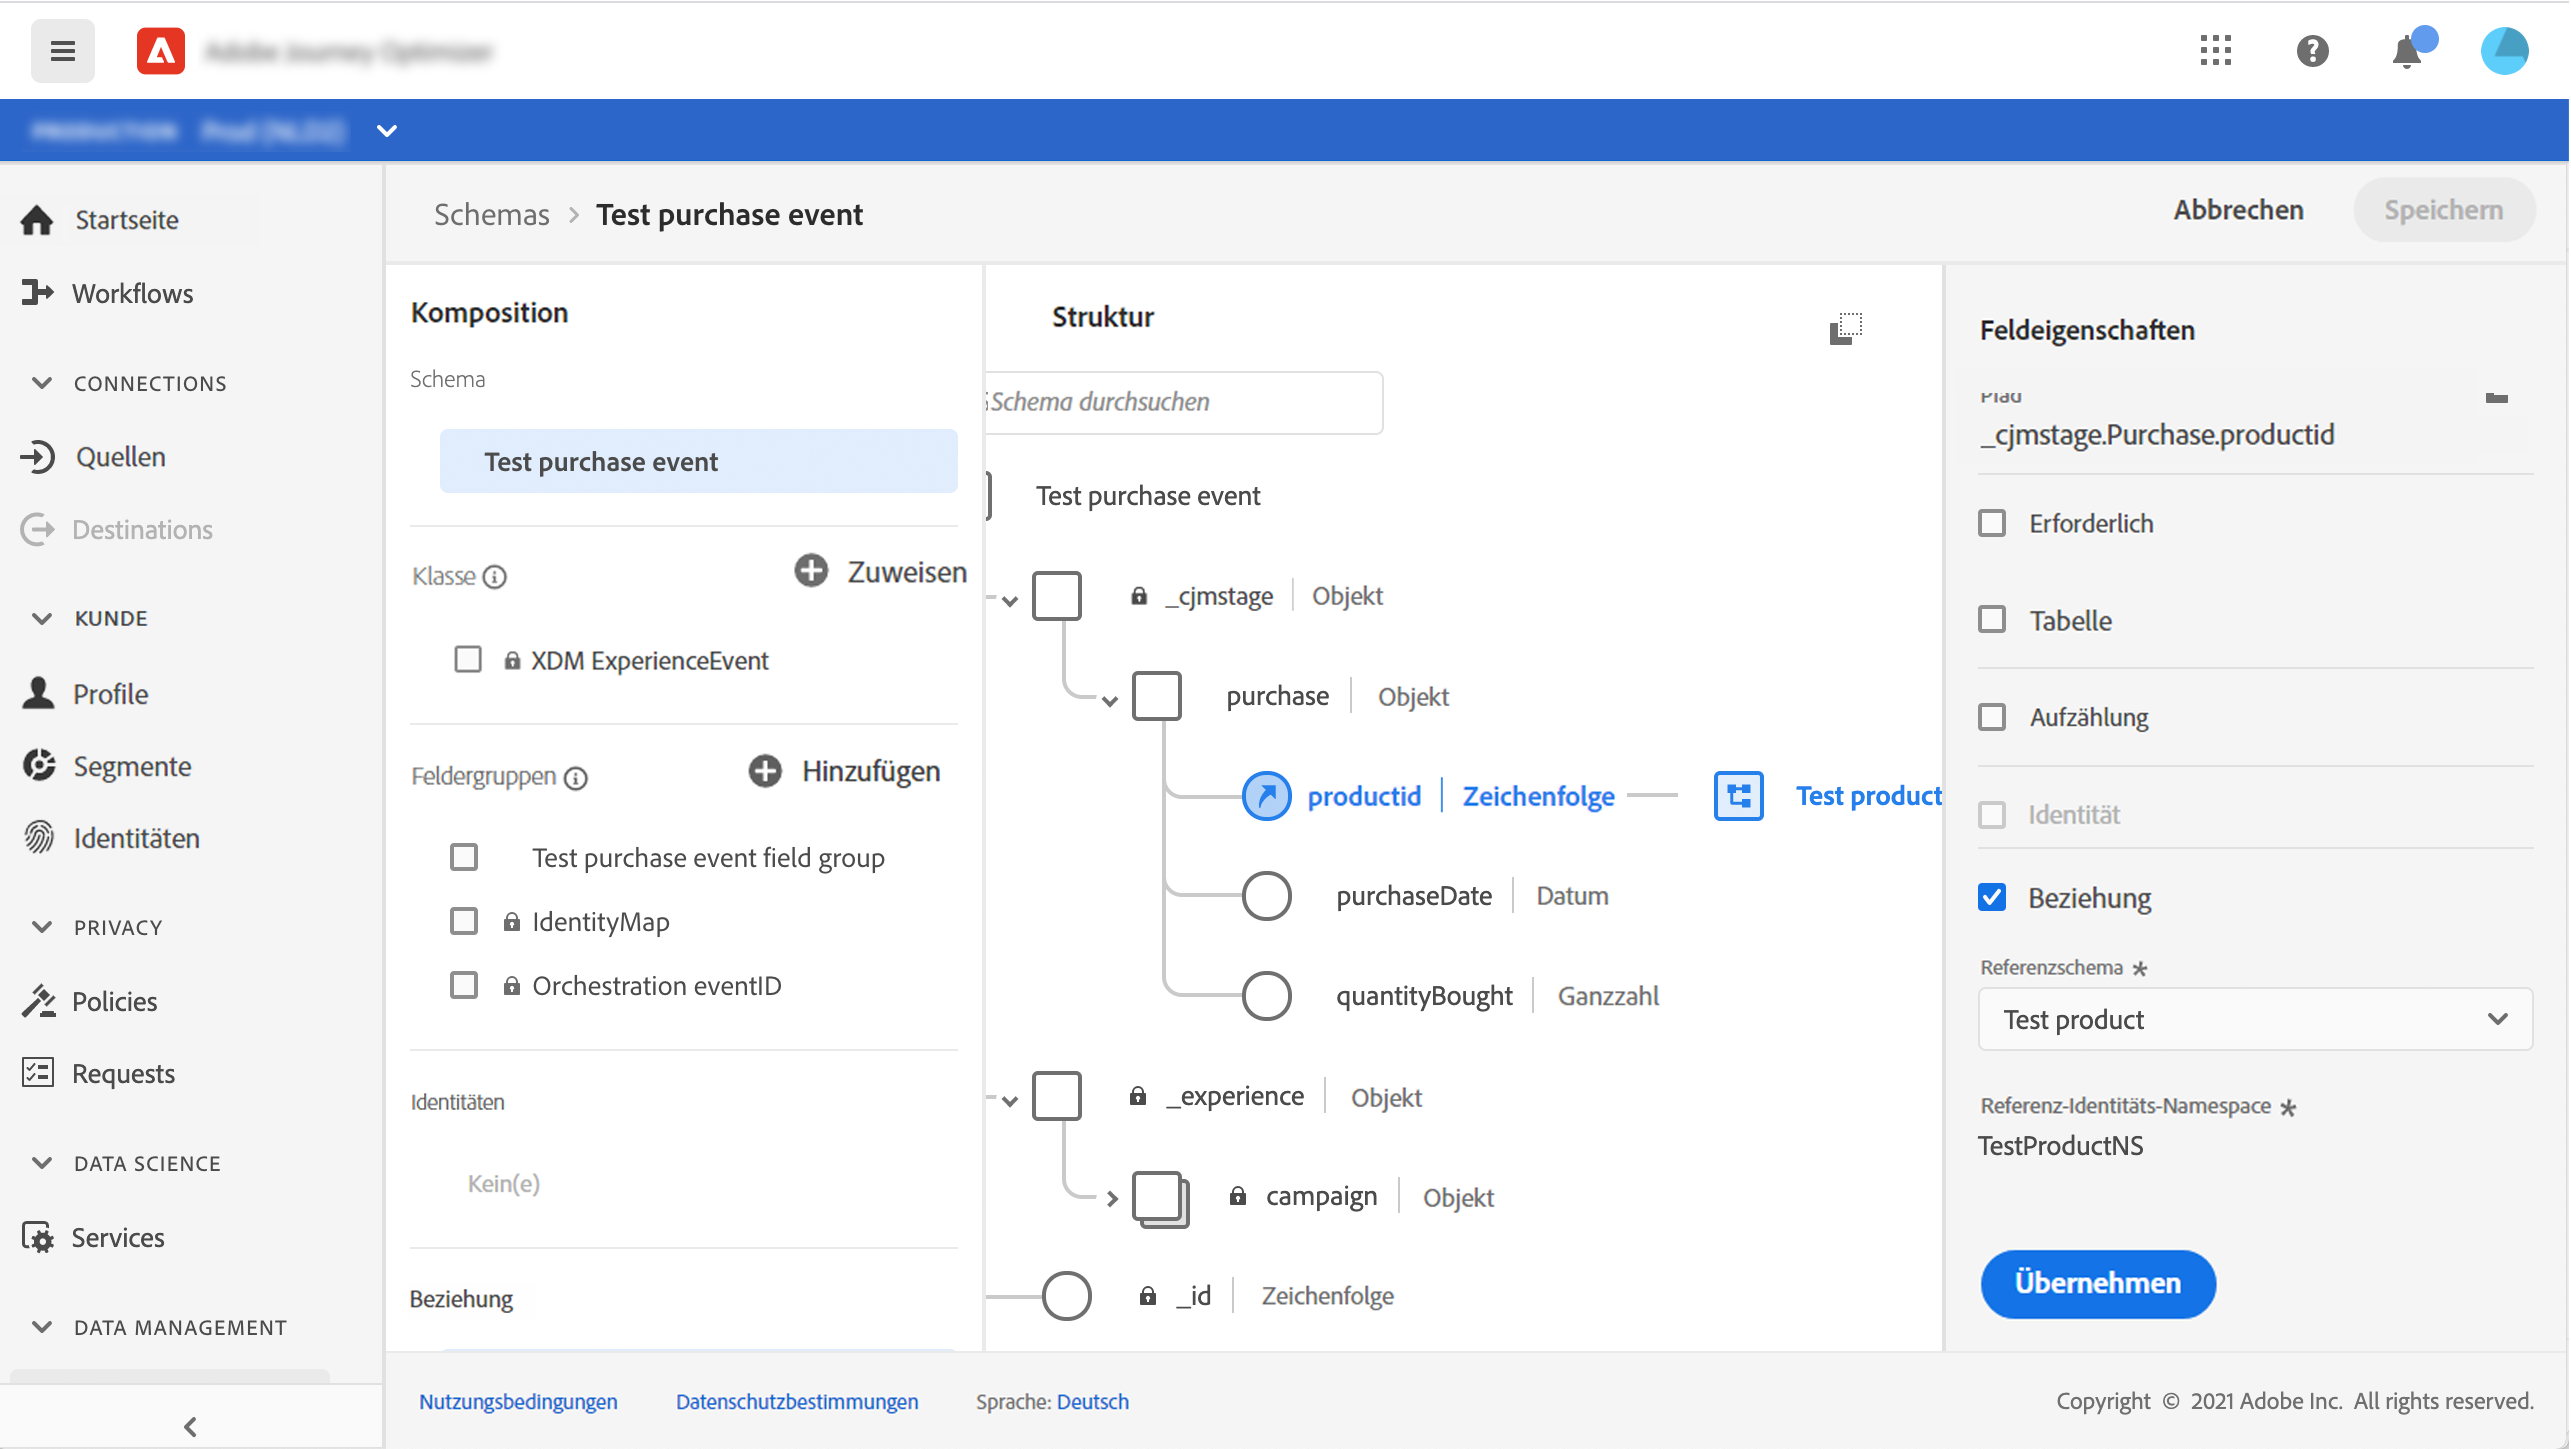 Schemas > Test purchase event
Abbrechen
Speichern
Startseite
Workflows
CONNECTIONS
Quellen
Destinations
KUNDE
Profile
Segmente
Identitäten
PRIVACY
Policies
Requests
DATA SCIENCE
Services
DATA MANAGEMENT
Komposition
Schema
Test purchase event
Klasse
Zuweisen
XDM ExperienceEvent
Feldergruppen
Hinzufügen
Test purchase event field group
IdentityMap
Orchestration eventID
Identitäten
Kein(e)
Beziehung
Struktur
Schema durchsuchen
Test purchase event
_cjmstage | Objekt
purchase | Objekt
productid | Zeichenfolge
Test product
purchaseDate | Datum
quantityBought | Ganzzahl
_experience | Objekt
campaign | Objekt
_id | Zeichenfolge
Feldeigenschaften
Pfad
_cjmstage.Purchase.productid
Erforderlich
Tabelle
Aufzählung
Identität
Beziehung
Referenzschema *
Test product
Referenz-Identitäts-Namespace *
TestProductNS
Übernehmen
Nutzungsbedingungen
Datenschutzbestimmungen
Sprache: Deutsch
Copyright © 2021 Adobe Inc. All rights reserved.